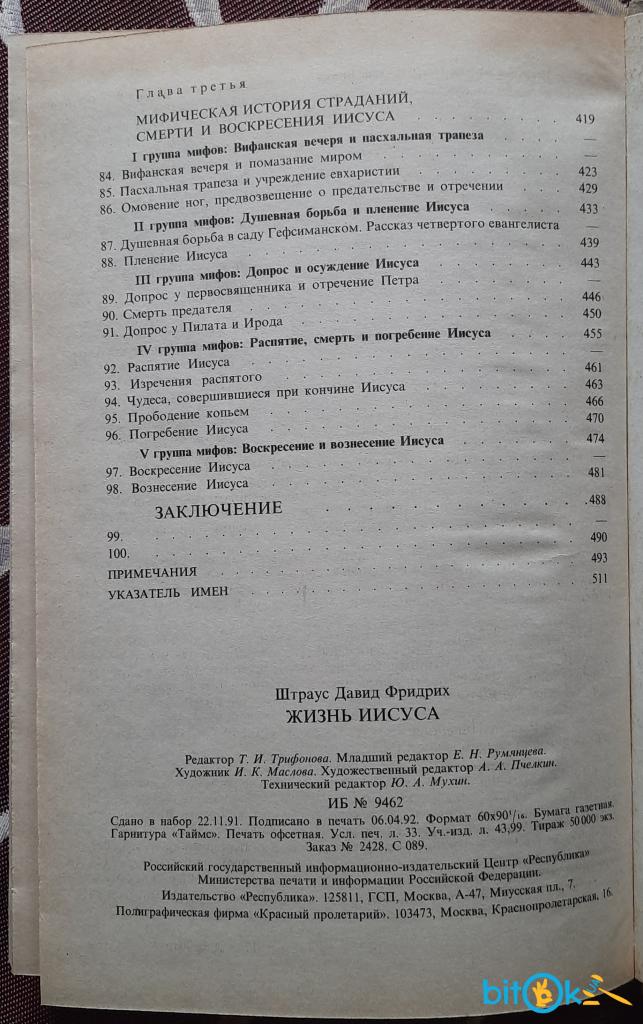 Глава третья
МИФИЧЕСКАЯ ИСТОРИЯ СТРАДАНИЙ,
СМЕРТИ И ВОСКРЕСЕНИЯ ИИСУСА . . . . . . . . . . 419
I группа мифов: Вифанская вечеря и пасхальная трапеза —
84. Вифанская вечеря и помазание миром . . . . . . . . . . —
85. Пасхальная трапеза и учреждение евхаристии . . . . . . . 423
86. Омовение ног, предвозвещение о предательстве и отречении . . . 429
II группа мифов: Душевная борьба и пленение Иисуса . . . 433
87. Душевная борьба в саду Гефсиманском. Рассказ четвертого евангелиста —
88. Пленение Иисуса . . . . . . . . . . 439
III группа мифов: Допрос и осуждение Иисуса . . . . . 443
89. Допрос у первосвященника и отречение Петра . . . . . . . —
90. Смерть предателя . . . . . . . . . . 446
91. Допрос у Пилата и Ирода . . . . . . . . . . 450
IV группа мифов: Распятие, смерть и погребение Иисуса . . . 455
92. Распятие Иисуса . . . . . . . . . . —
93. Изречения распятого . . . . . . . . . . 461
94. Чудеса, совершившиеся при кончине Иисуса . . . . . . . 463
95. Прободение копьем . . . . . . . . . . 466
96. Погребение Иисуса . . . . . . . . . . 470
V группа мифов: Воскресение и вознесение Иисуса . . . . 474
97. Воскресение Иисуса . . . . . . . . . . —
98. Вознесение Иисуса . . . . . . . . . . 481
ЗАКЛЮЧЕНИЕ . . . . . . . . . . 488
99. . . . . . . . . . . —
100. . . . . . . . . . . 490
ПРИМЕЧАНИЯ . . . . . . . . . . 493
УКАЗАТЕЛЬ ИМЕН . . . . . . . . . . 511
Штраус Давид Фридрих
ЖИЗНЬ ИИСУСА
Редактор Т. И. Трифонова. Младший редактор Е. Н. Румянцева.
Художник И. К. Маслова. Художественный редактор А. А. Пчелкин.
Технический редактор Ю. А. Мухин.
ИБ № 9462
Сдано в набор 22.11.91. Подписано в печать 06.04.92. Формат 60х90¹/₁₆. Бумага газетная.
Гарнитура «Таймс». Печать офсетная. Усл. печ. л. 33. Уч.-изд. л. 43,99. Тираж 50 000 экз.
Заказ № 2428. С 089.
Российский государственный информационно-издательский Центр «Республика»
Министерства печати и информации Российской Федерации.
Издательство «Республика». 125811, ГСП, Москва, А-47, Миусская пл., 7.
Полиграфическая фирма «Красный пролетарий». 103473, Москва, Краснопролетарская, 16.
bitok